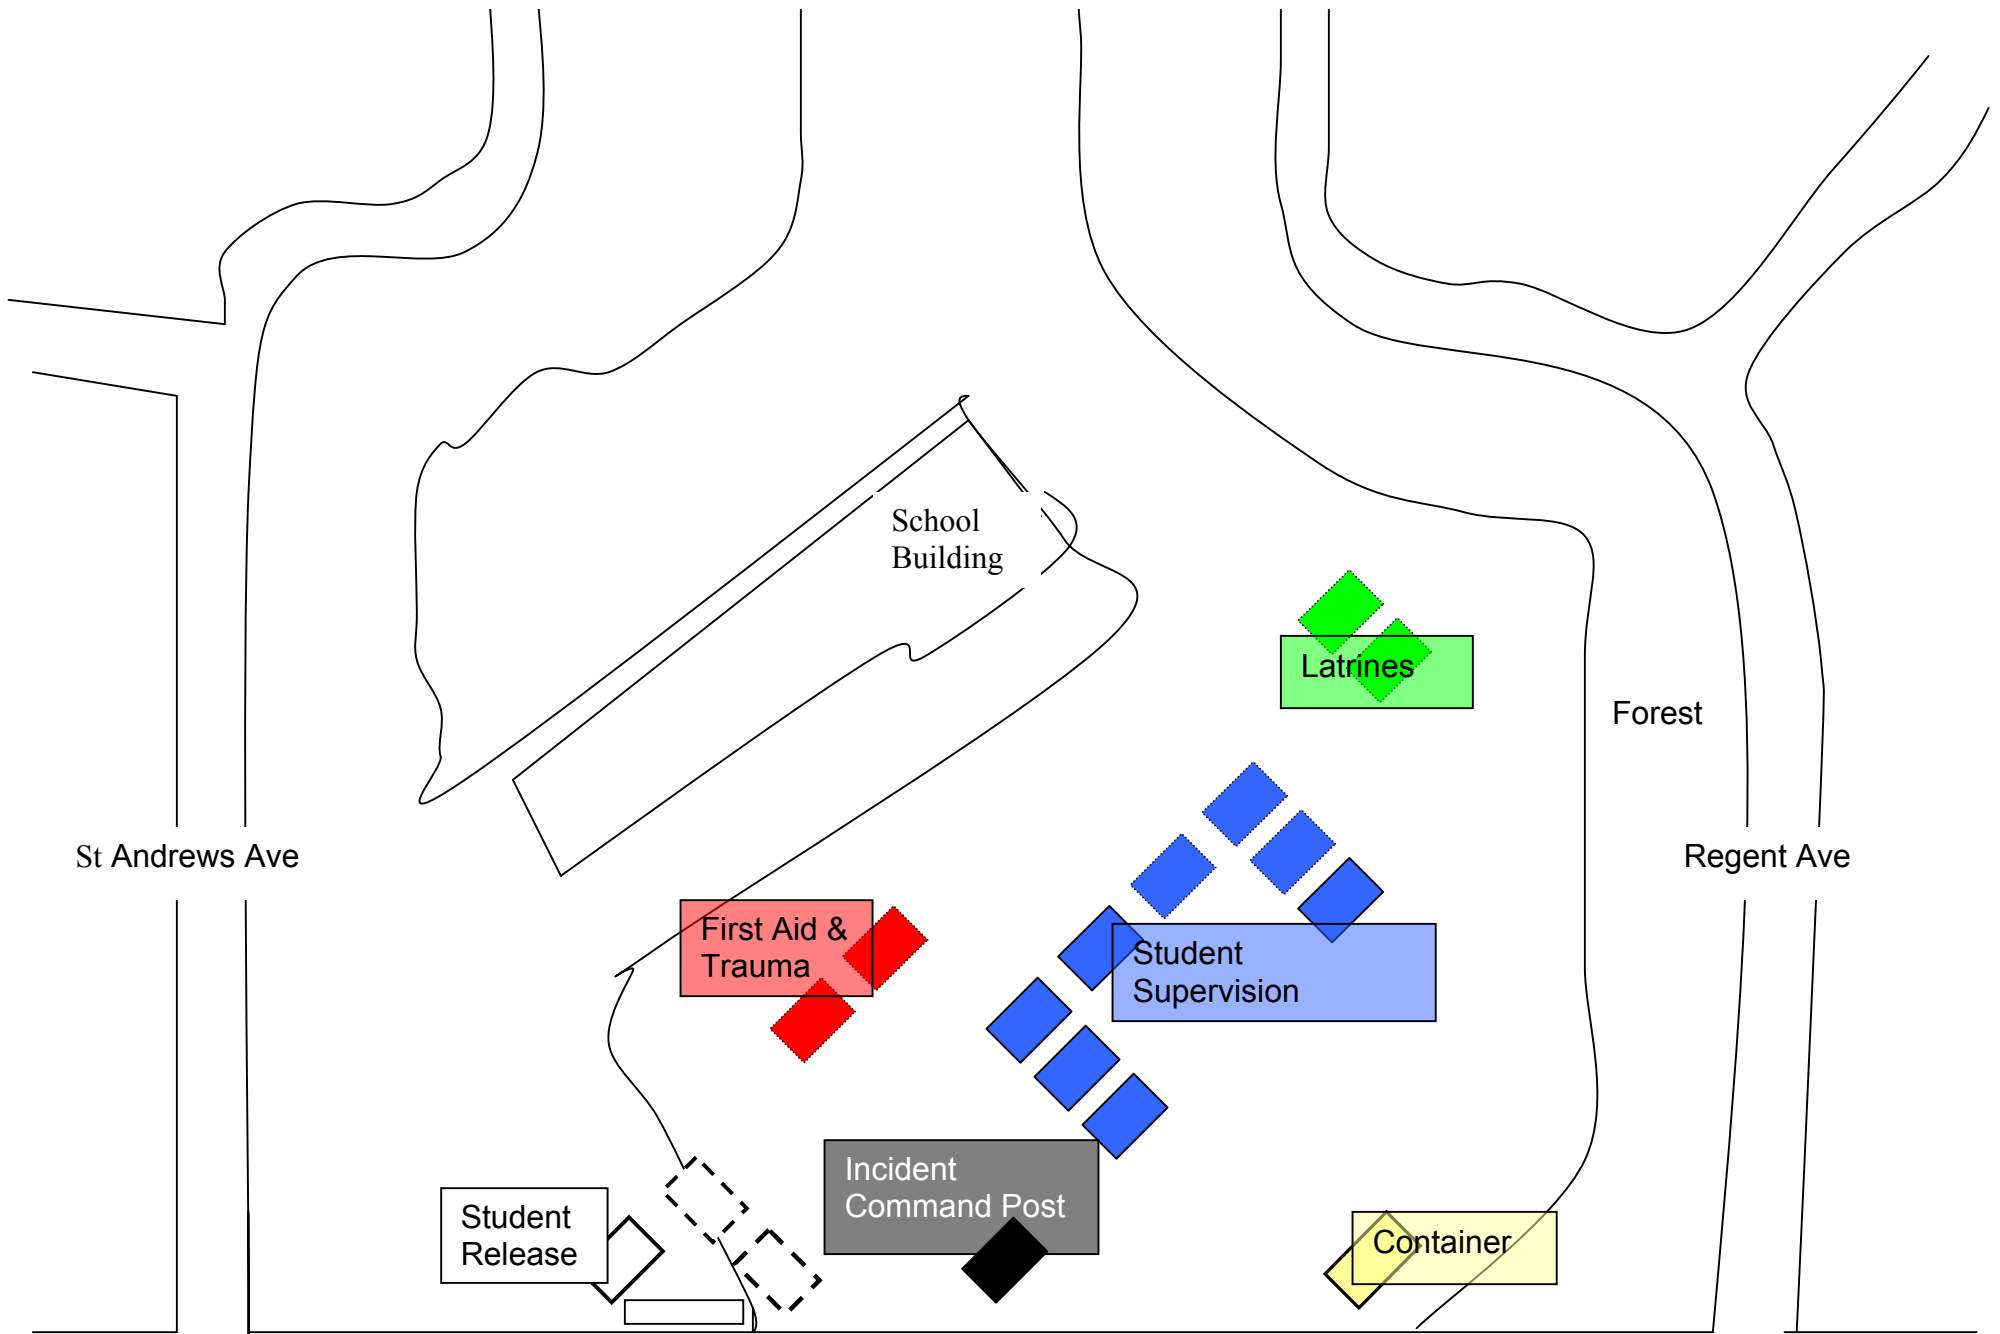 School
Building
Latrines
Forest
St Andrews Ave
Regent Ave
First Aid &
Trauma
Student
Supervision
Incident
Command Post
Student
Release
Container